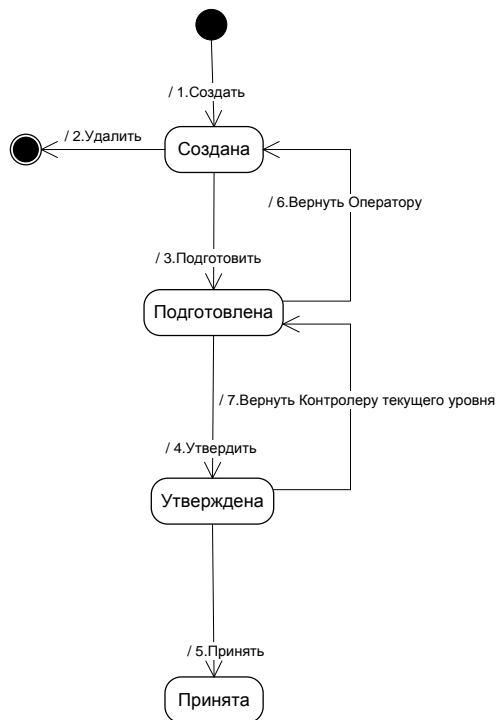 / 1.Создать
/ 2.Удалить
Создана
/ 6.Вернуть Оператору
/ 3.Подготовить
Подготовлена
/ 7.Вернуть Контролеру текущего уровня
/ 4.Утвердить
Утверждена
/ 5.Принять
Принята